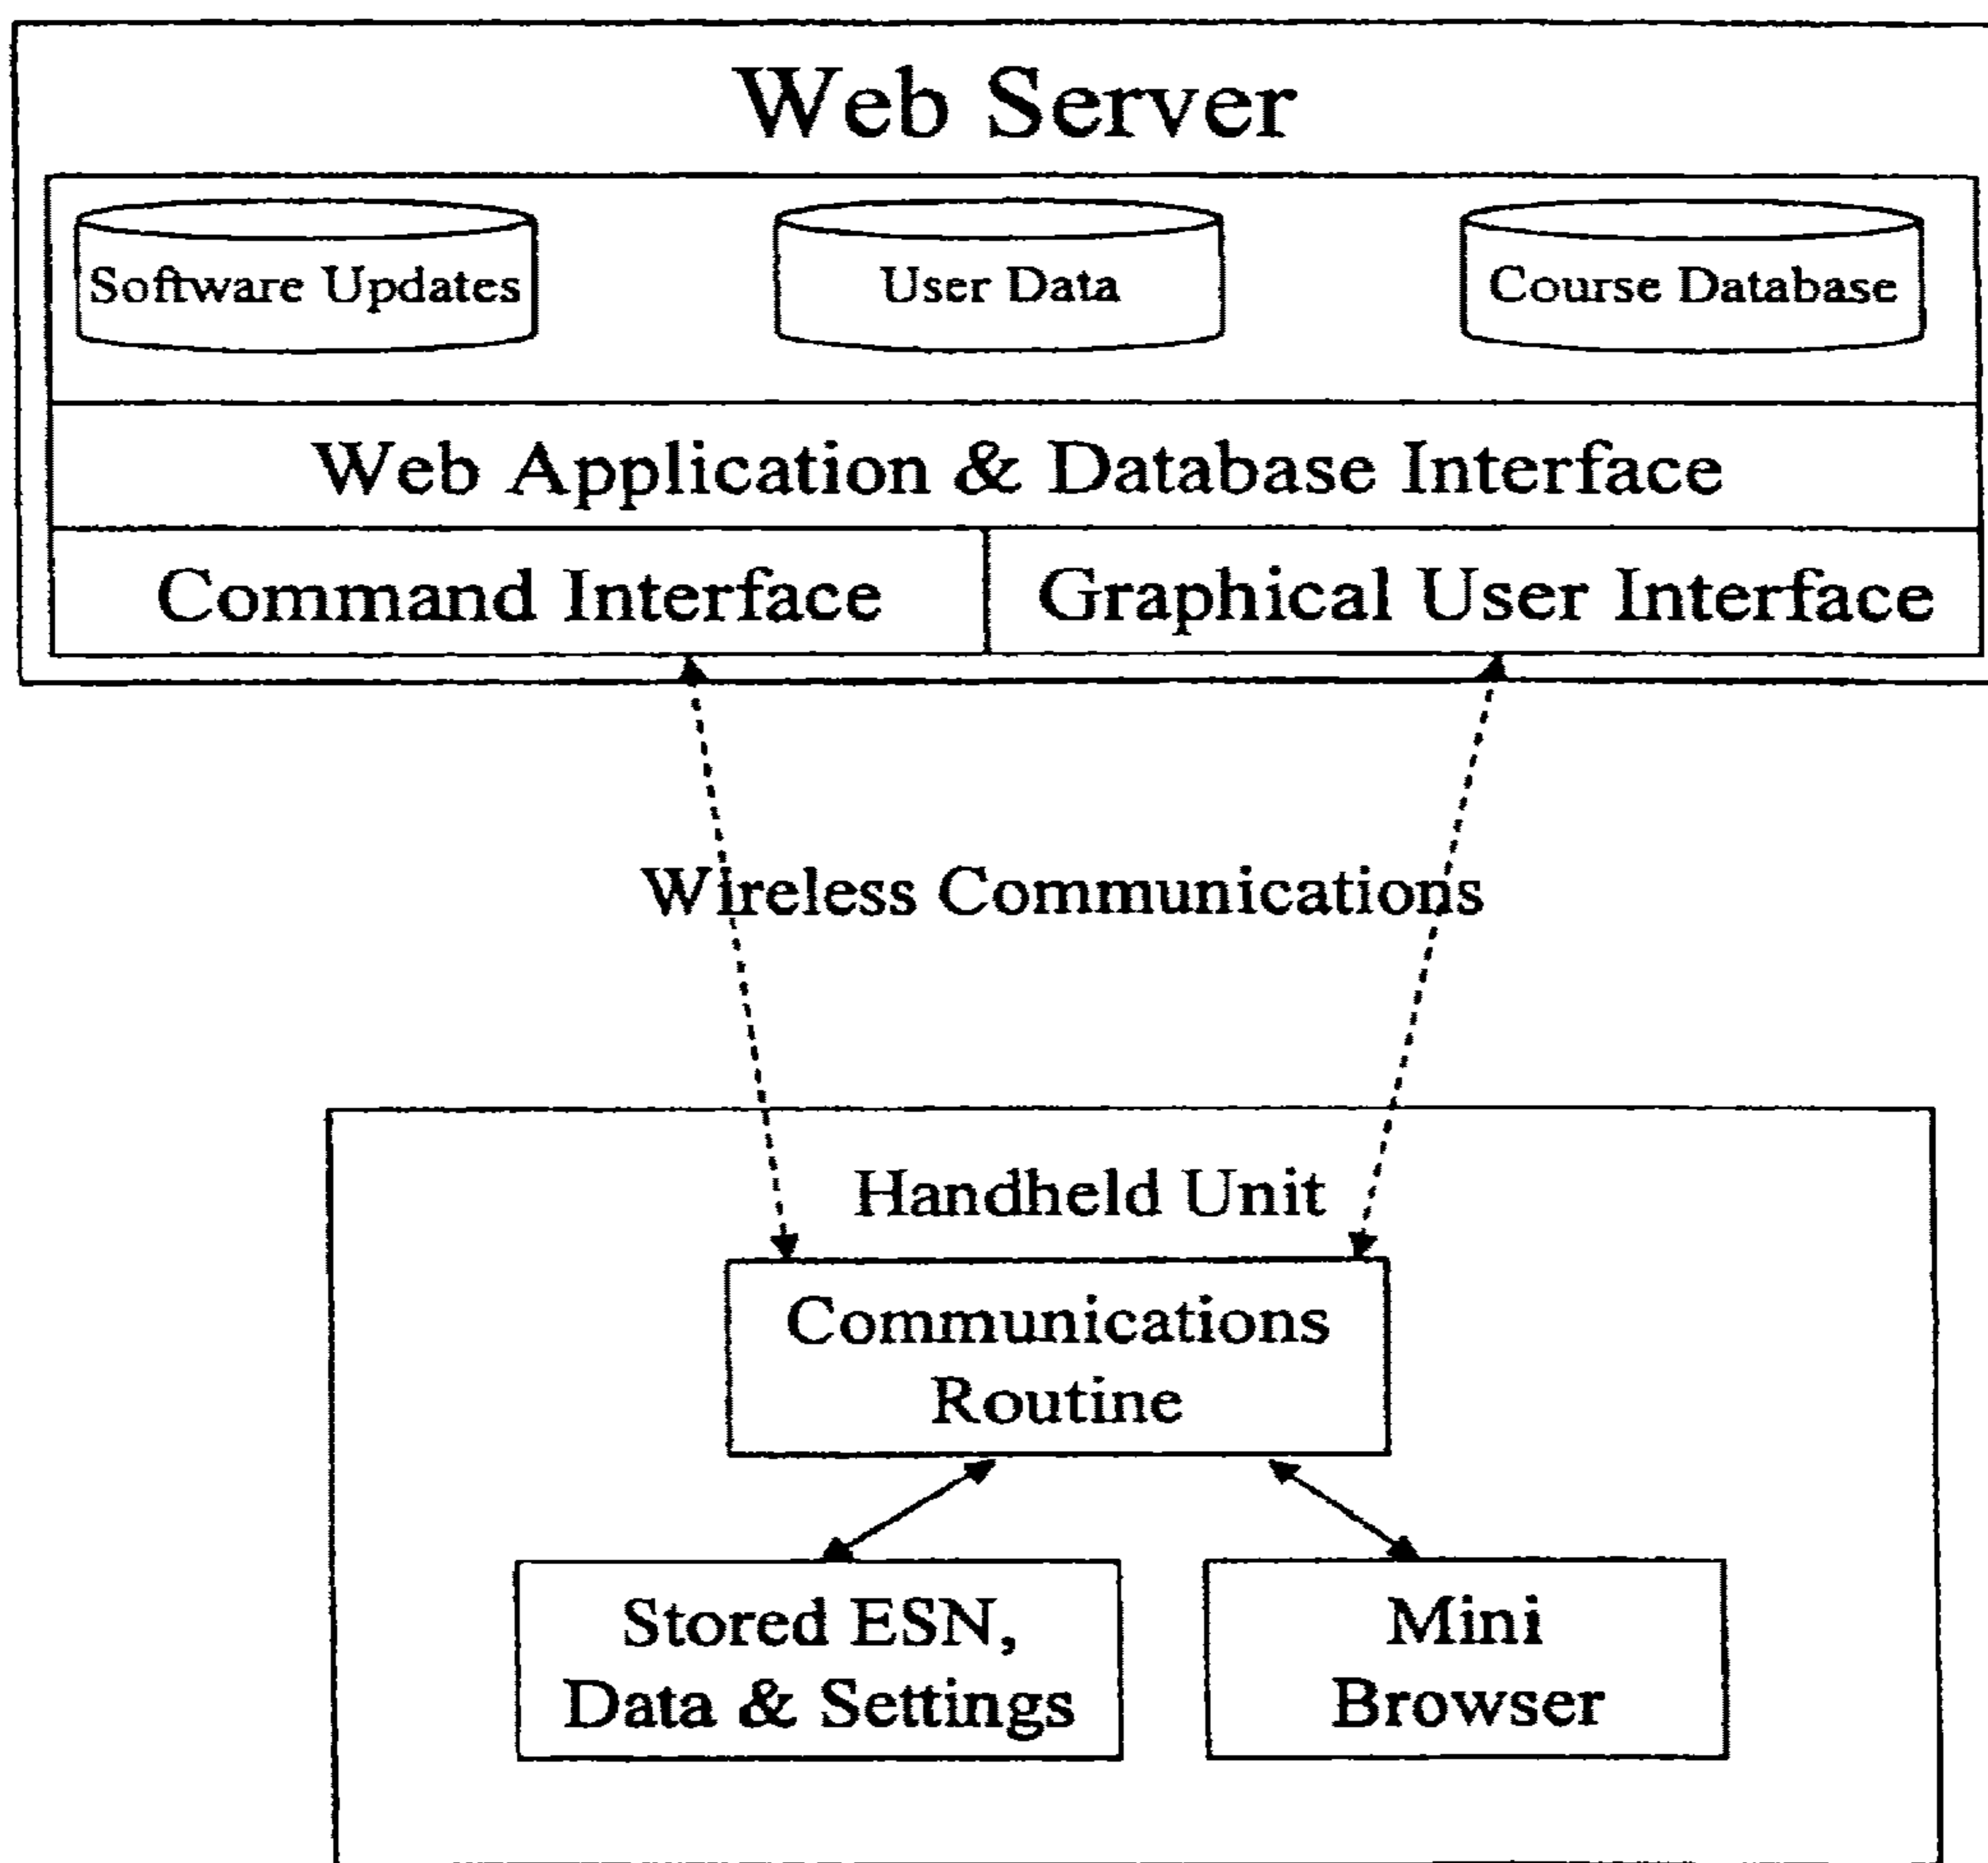 Web Server
Software Updates
User Data
Course Database
Web Application & Database Interface
Command Interface
Graphical User Interface
Wireless Communications
Handheld Unit
Communications
Routine
Stored ESN,
Data & Settings
Mini
Browser